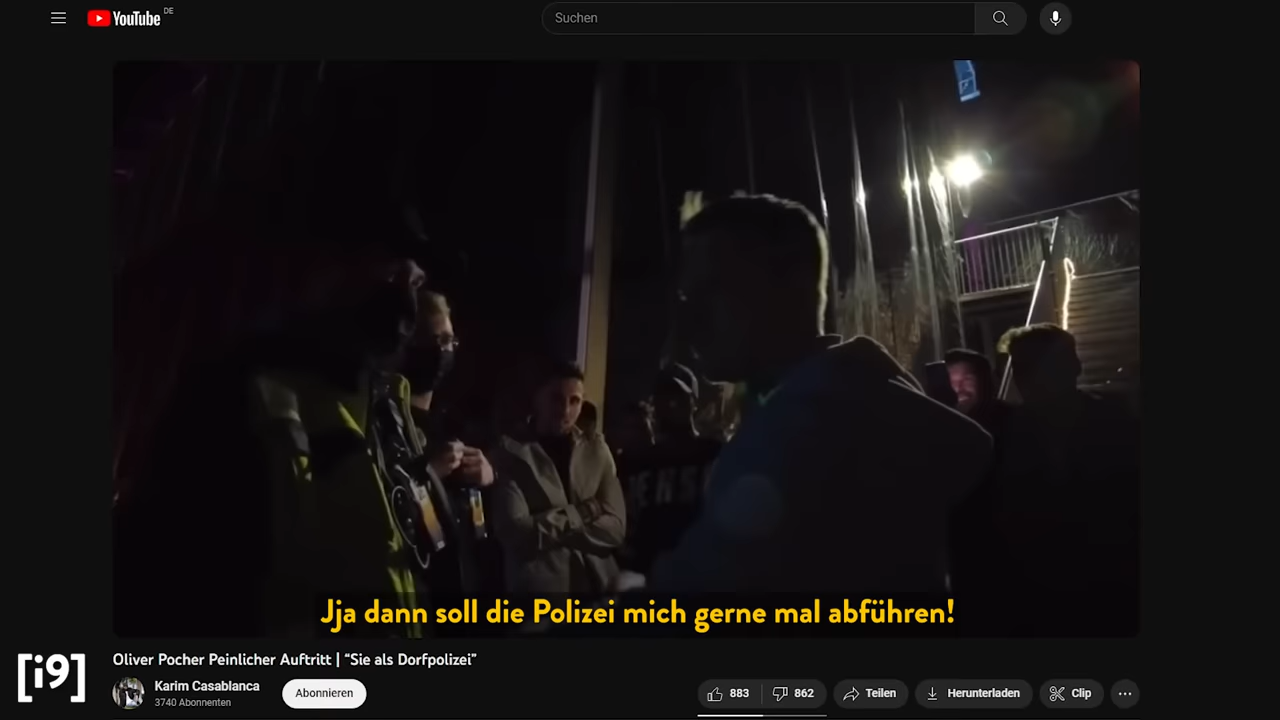 YouTube DE
Suchen
Jja dann soll die Polizei mich gerne mal abführen!
Oliver Pocher Peinlicher Auftritt | “Sie als Dorfpolizei”
[i9]
Karim Casablanca
3740 Abonnenten
Abonnieren
883
862
Teilen
Herunterladen
Clip